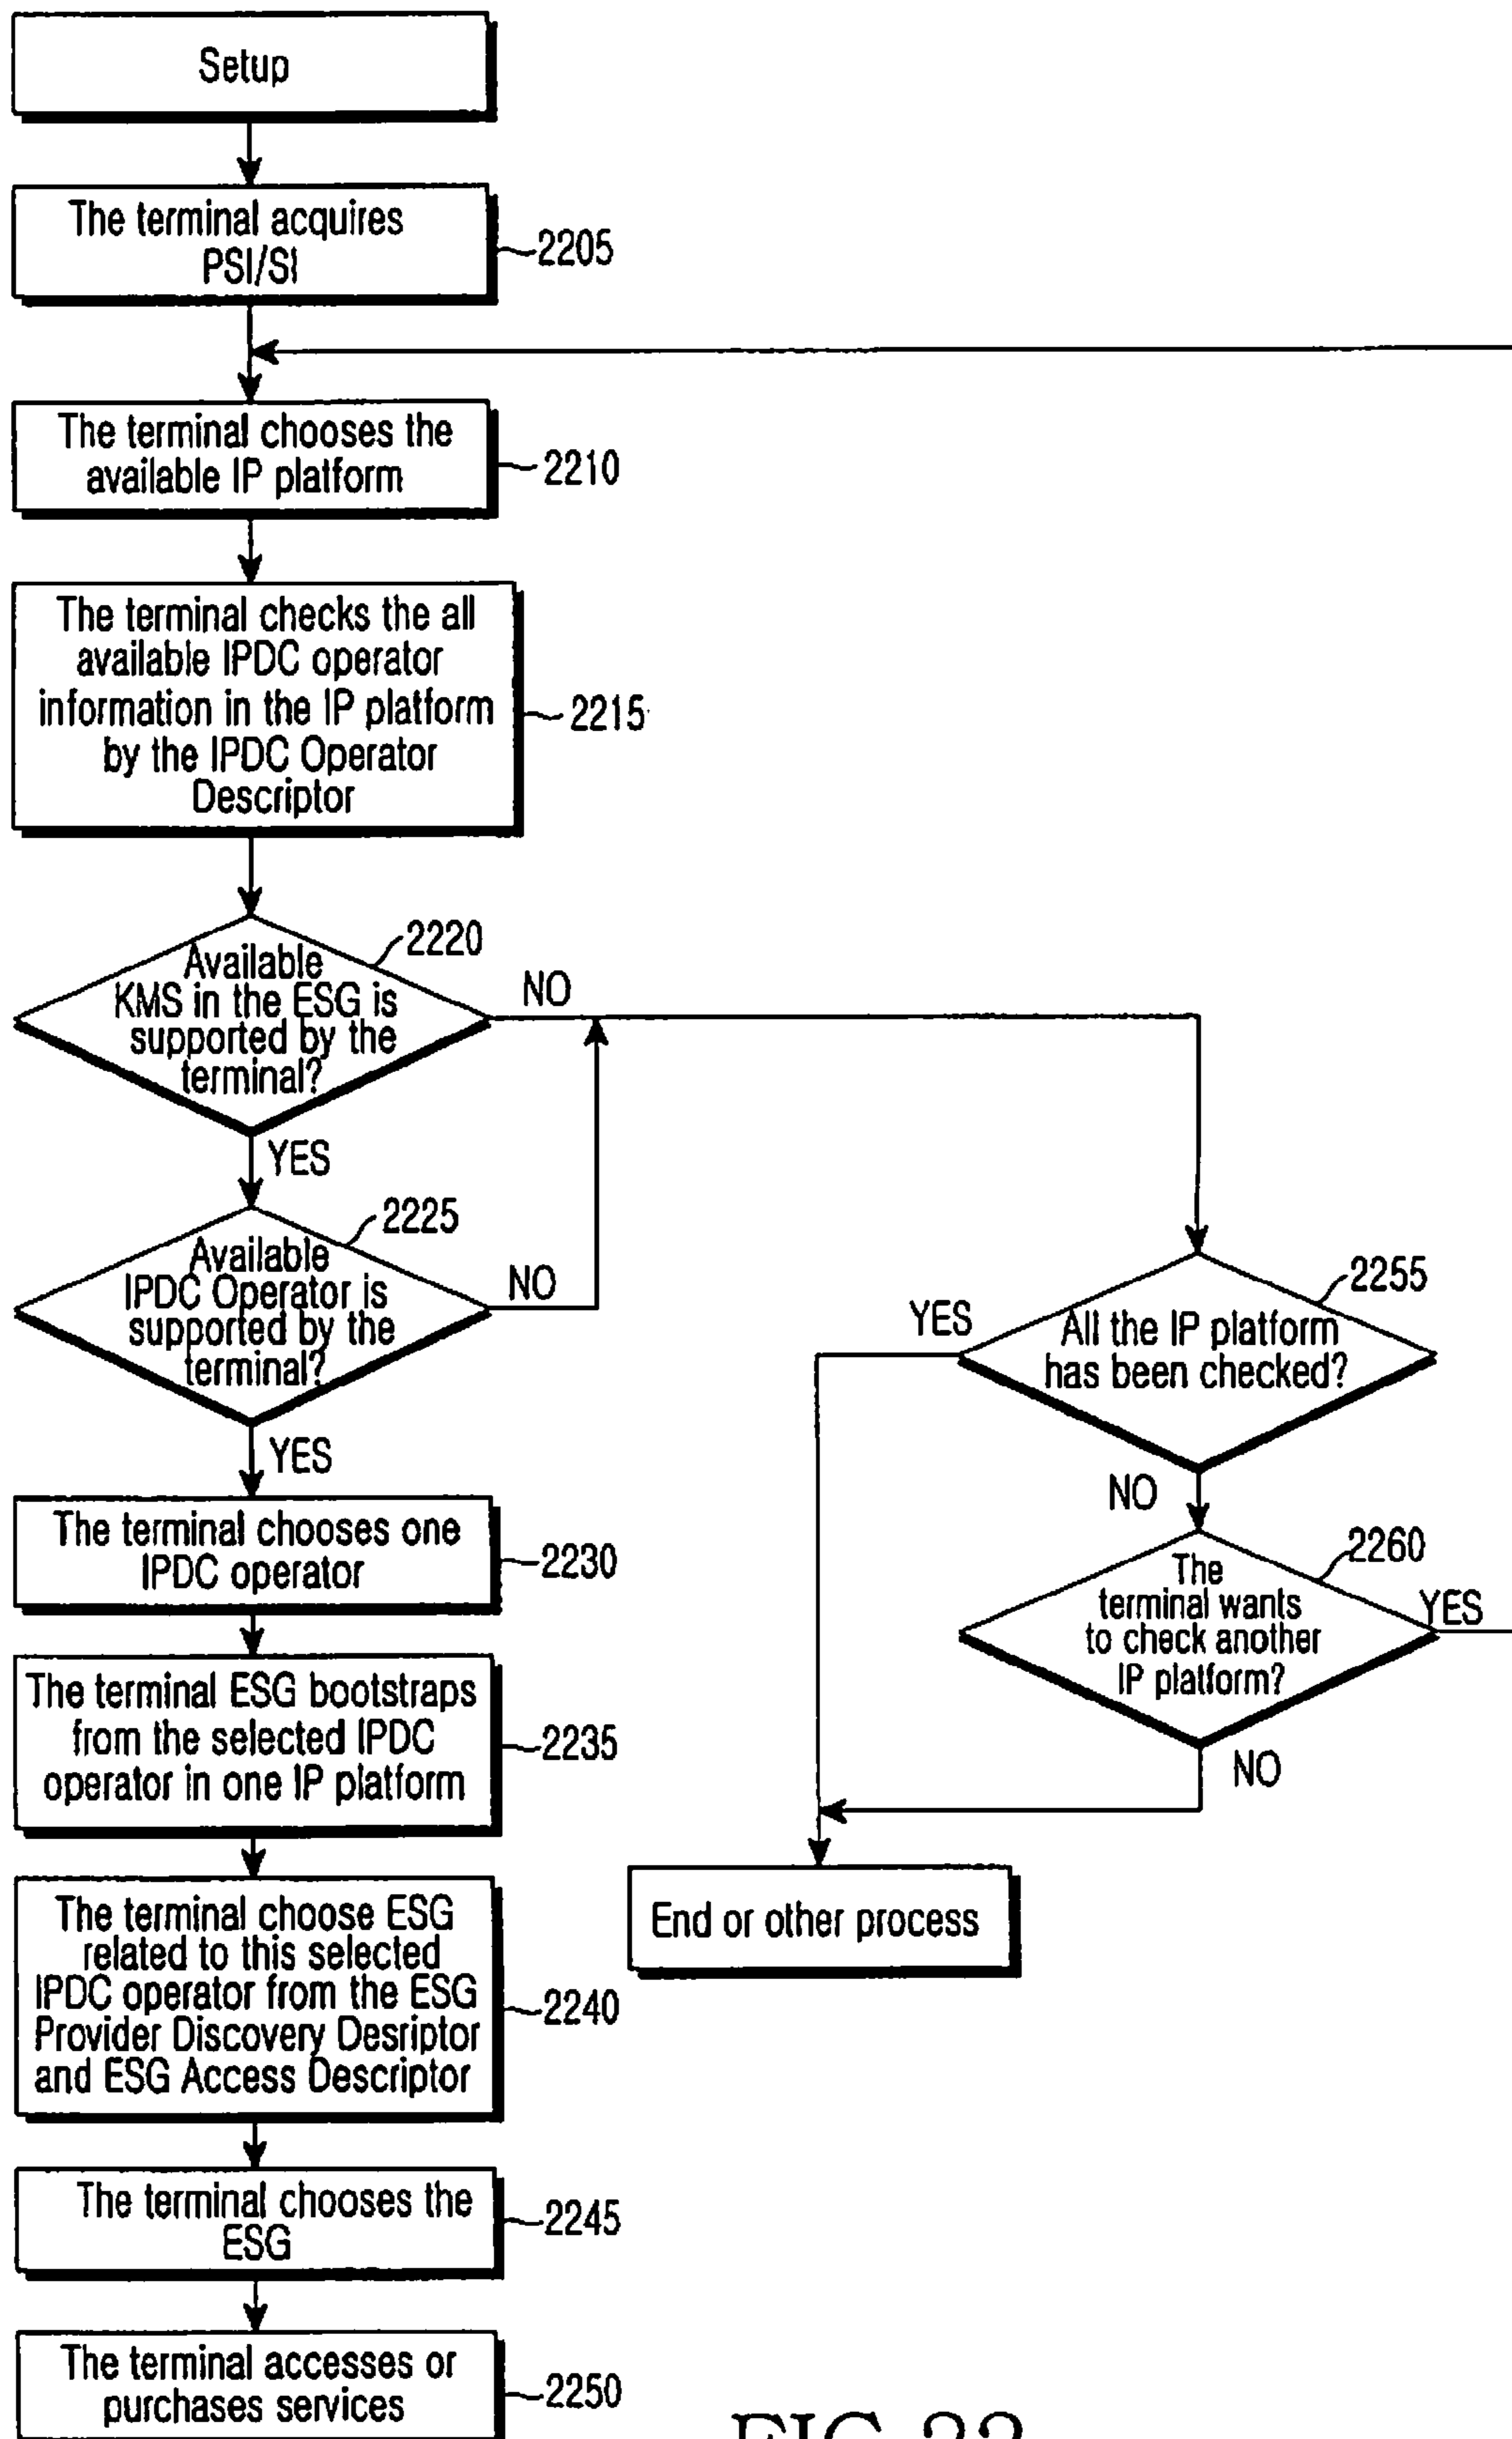 Setup
The terminal acquires
PSI/SI
2205
The terminal chooses the
available IP platform
2210
The terminal checks the all
available IPDC operator
information in the IP platform
by the IPDC Operator
Descriptor
2215
2220
Available
KMS in the ESG is
supported by the
terminal?
NO
YES
2225
Available
IPDC Operator is
supported by the
terminal?
NO
YES
2255
All the IP platform
has been checked?
YES
NO
2260
The
terminal wants
to check another
IP platform?
YES
NO
End or other process
The terminal chooses one
IPDC operator
2230
The terminal ESG bootstraps
from the selected IPDC
operator in one IP platform
2235
The terminal choose ESG
related to this selected
IPDC operator from the ESG
Provider Discovery Desriptor
and ESG Access Descriptor
2240
The terminal chooses the
ESG
2245
The terminal accesses or
purchases services
2250
FIG.22